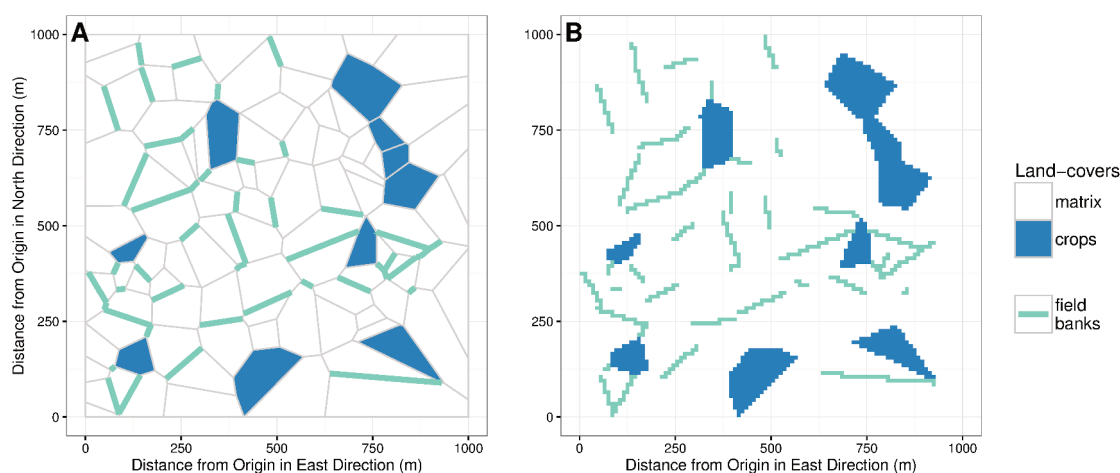 A
B
Distance from Origin in North Direction (m)
1000
750
500
250
0
0
250
500
750
1000
Distance from Origin in East Direction (m)
1000
750
500
250
0
0
250
500
750
1000
Distance from Origin in East Direction (m)
Land-covers
matrix
crops
field
banks